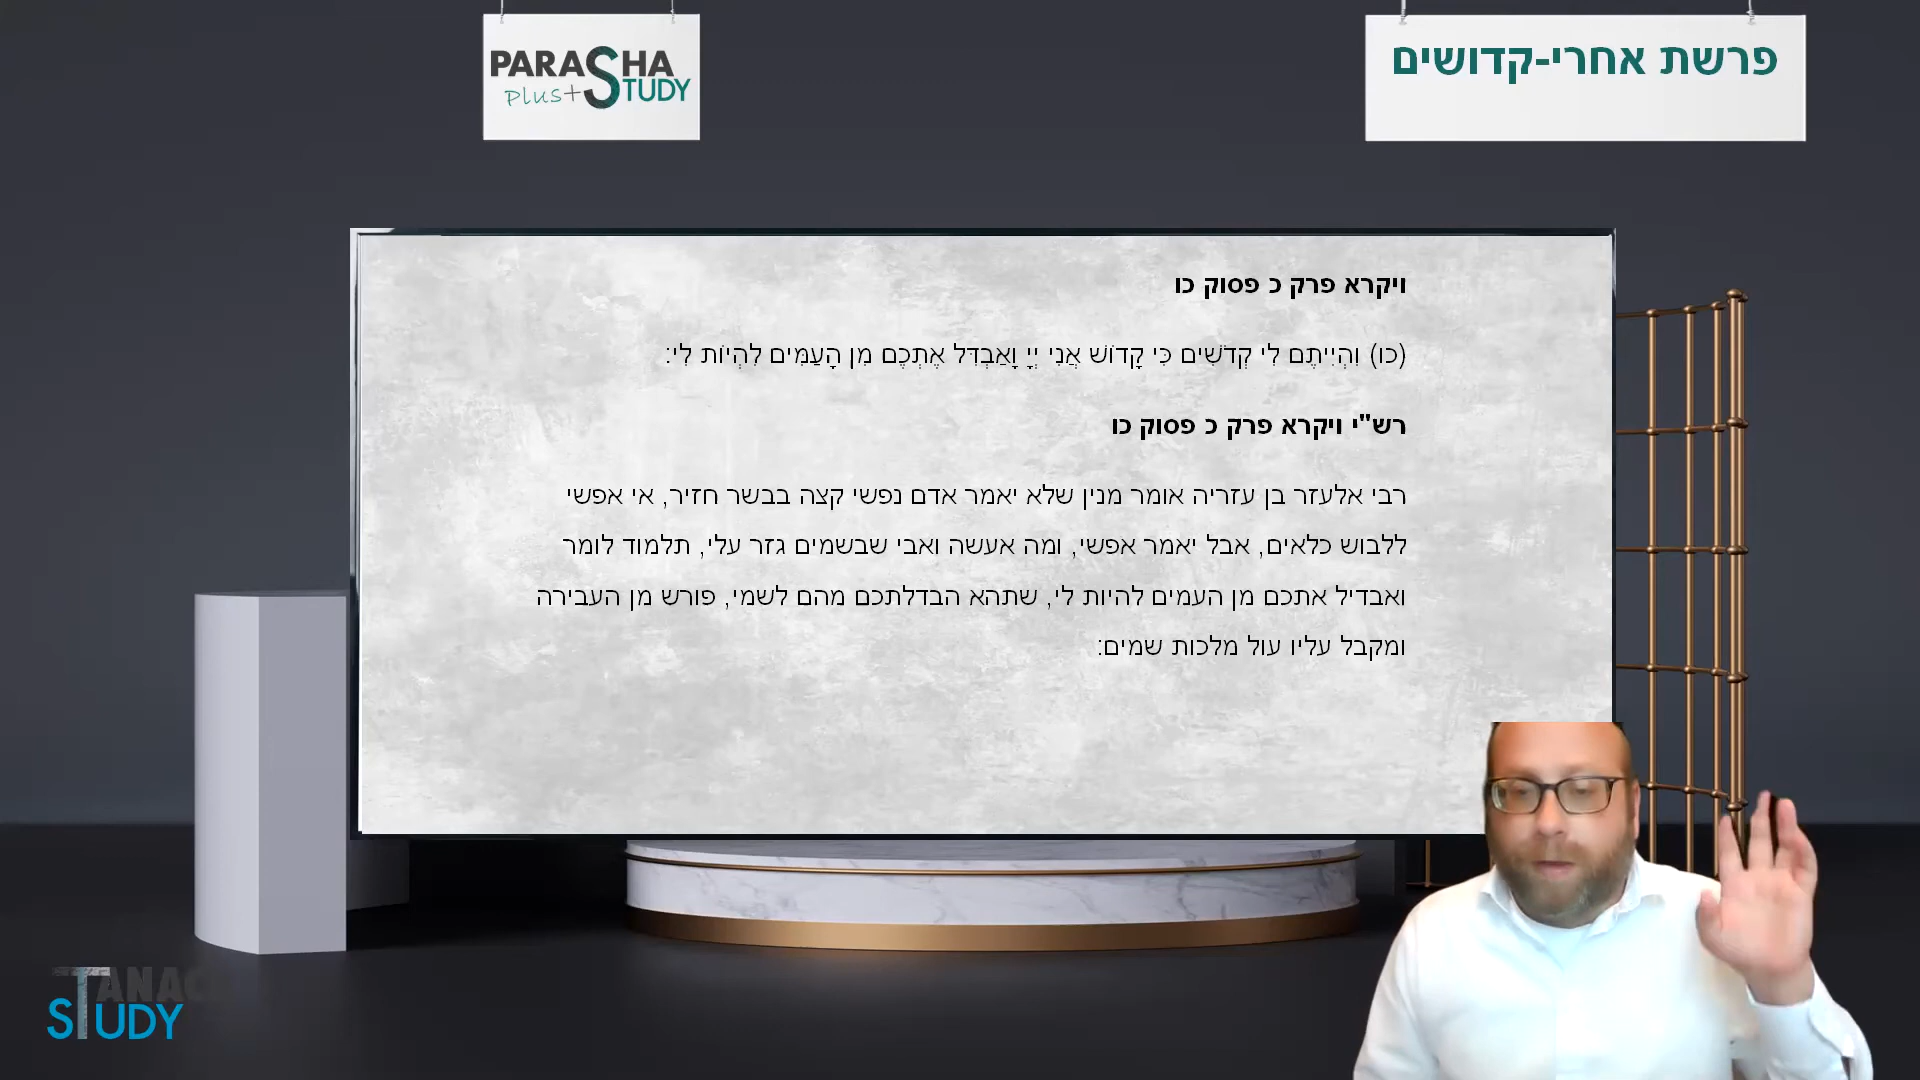 PARASHA
Plus+ STUDY
פרשת אחרי-קדושים
ויקרא פרק כ פסוק כו
(כו) וִהְיִיתֶם לִי קְדֹשִׁים כִּי קָדוֹשׁ אֲנִי יְיָ וָאַבְדִּל אֶתְכֶם מִן הָעַמִּים לִהְיוֹת לִי:
רש"י ויקרא פרק כ פסוק כו
רבי אלעזר בן עזריה אומר מנין שלא יאמר אדם נפשי קצה בבשר חזיר, אי אפשי
ללבוש כלאים, אבל יאמר אפשי, ומה אעשה ואבי שבשמים גזר עלי, תלמוד לומר
ואבדיל אתכם מן העמים להיות לי, שתהא הבדלתכם מהם לשמי, פורש מן העבירה
ומקבל עליו עול מלכות שמים:
TANACH
STUDY